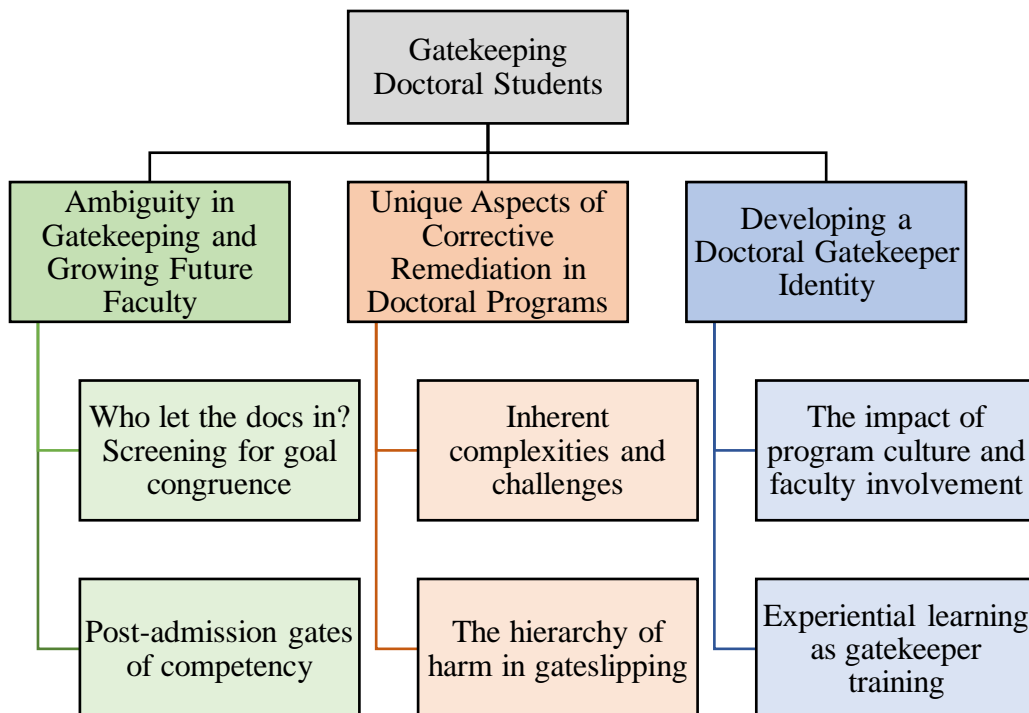 Gatekeeping
Doctoral Students
Ambiguity in
Gatekeeping and
Growing Future
Faculty
Unique Aspects of
Corrective
Remediation in
Doctoral Programs
Developing a
Doctoral Gatekeeper
Identity
Who let the docs in?
Screening for goal
congruence
Inherent
complexities and
challenges
The impact of
program culture and
faculty involvement
Post-admission gates
of competency
The hierarchy of
harm in gateslipping
Experiential learning
as gatekeeper
training